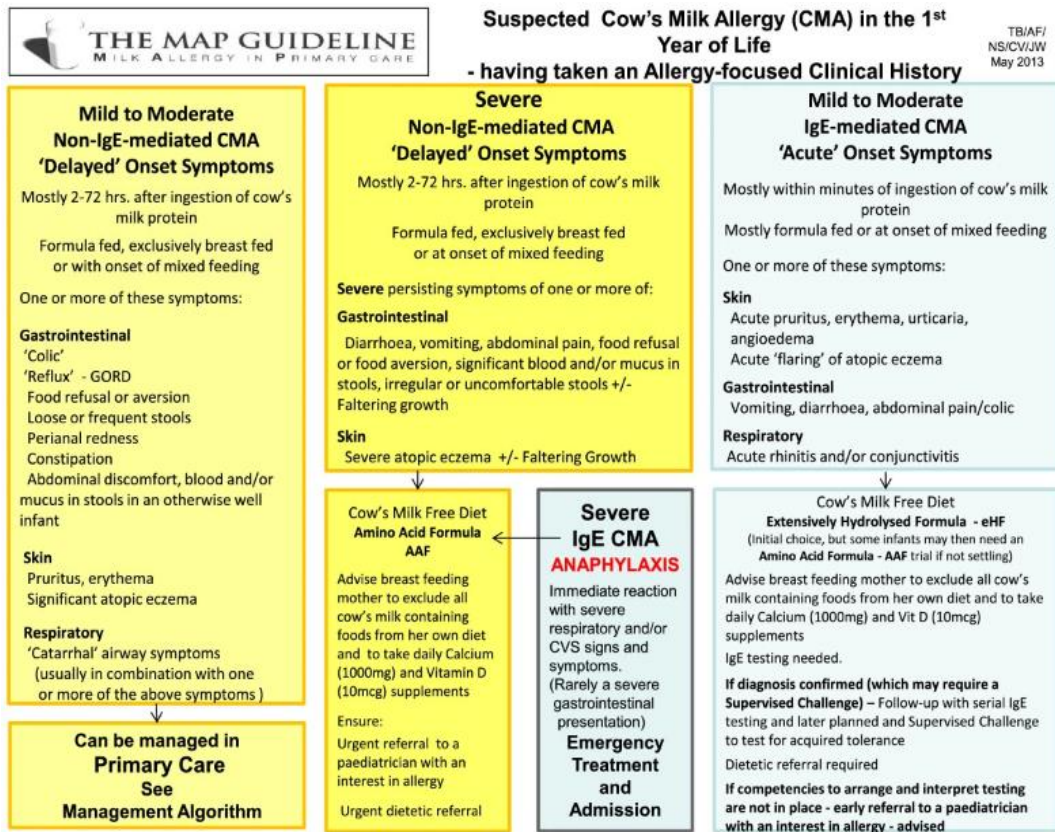 THE MAP GUIDELINE
MILK ALLERGY IN PRIMARY CARE
Suspected Cow's Milk Allergy (CMA) in the 1st
Year of Life
- having taken an Allergy-focused Clinical History
TB/AF/
NS/CV/JW
May 2013
Mild to Moderate
Non-IgE-mediated CMA
'Delayed' Onset Symptoms
Mostly 2-72 hrs. after ingestion of cow's
milk protein
Formula fed, exclusively breast fed
or with onset of mixed feeding
One or more of these symptoms:
Gastrointestinal
'Colic'
'Reflux' - GORD
Food refusal or aversion
Loose or frequent stools
Perianal redness
Constipation
Abdominal discomfort, blood and/or
mucus in stools in an otherwise well
infant
Skin
Pruritus, erythema
Significant atopic eczema
Respiratory
'Catarrhal' airway symptoms
(usually in combination with one
or more of the above symptoms )
Can be managed in
Primary Care
See
Management Algorithm
Severe
Non-IgE-mediated CMA
'Delayed' Onset Symptoms
Mostly 2-72 hrs. after ingestion of cow's milk
protein
Formula fed, exclusively breast fed
or at onset of mixed feeding
Severe persisting symptoms of one or more of:
Gastrointestinal
Diarrhoea, vomiting, abdominal pain, food refusal
or food aversion, significant blood and/or mucus in
stools, irregular or uncomfortable stools +/-
Faltering growth
Skin
Severe atopic eczema +/- Faltering Growth
Cow's Milk Free Diet
Amino Acid Formula
AAF
Advise breast feeding
mother to exclude all
cow's milk containing
foods from her own diet
and to take daily Calcium
(1000mg) and Vitamin D
(10mcg) supplements
Ensure:
Urgent referral to a
paediatrician with an
interest in allergy
Urgent dietetic referral
Severe
IgE CMA
ANAPHYLAXIS
Immediate reaction
with severe
respiratory and/or
CVS signs and
symptoms.
(Rarely a severe
gastrointestinal
presentation)
Emergency
Treatment
and
Admission
Mild to Moderate
IgE-mediated CMA
'Acute' Onset Symptoms
Mostly within minutes of ingestion of cow's milk
protein
Mostly formula fed or at onset of mixed feeding
One or more of these symptoms:
Skin
Acute pruritus, erythema, urticaria,
angioedema
Acute 'flaring' of atopic eczema
Gastrointestinal
Vomiting, diarrhoea, abdominal pain/colic
Respiratory
Acute rhinitis and/or conjunctivitis
Cow's Milk Free Diet
Extensively Hydrolysed Formula - eHF
(Initial choice, but some infants may then need an
Amino Acid Formula - AAF trial if not settling)
Advise breast feeding mother to exclude all cow's
milk containing foods from her own diet and to take
daily Calcium (1000mg) and Vit D (10mcg)
supplements
IgE testing needed.
If diagnosis confirmed (which may require a
Supervised Challenge) – Follow-up with serial IgE
testing and later planned and Supervised Challenge
to test for acquired tolerance
Dietetic referral required
If competencies to arrange and interpret testing
are not in place - early referral to a paediatrician
with an interest in allergy - advised